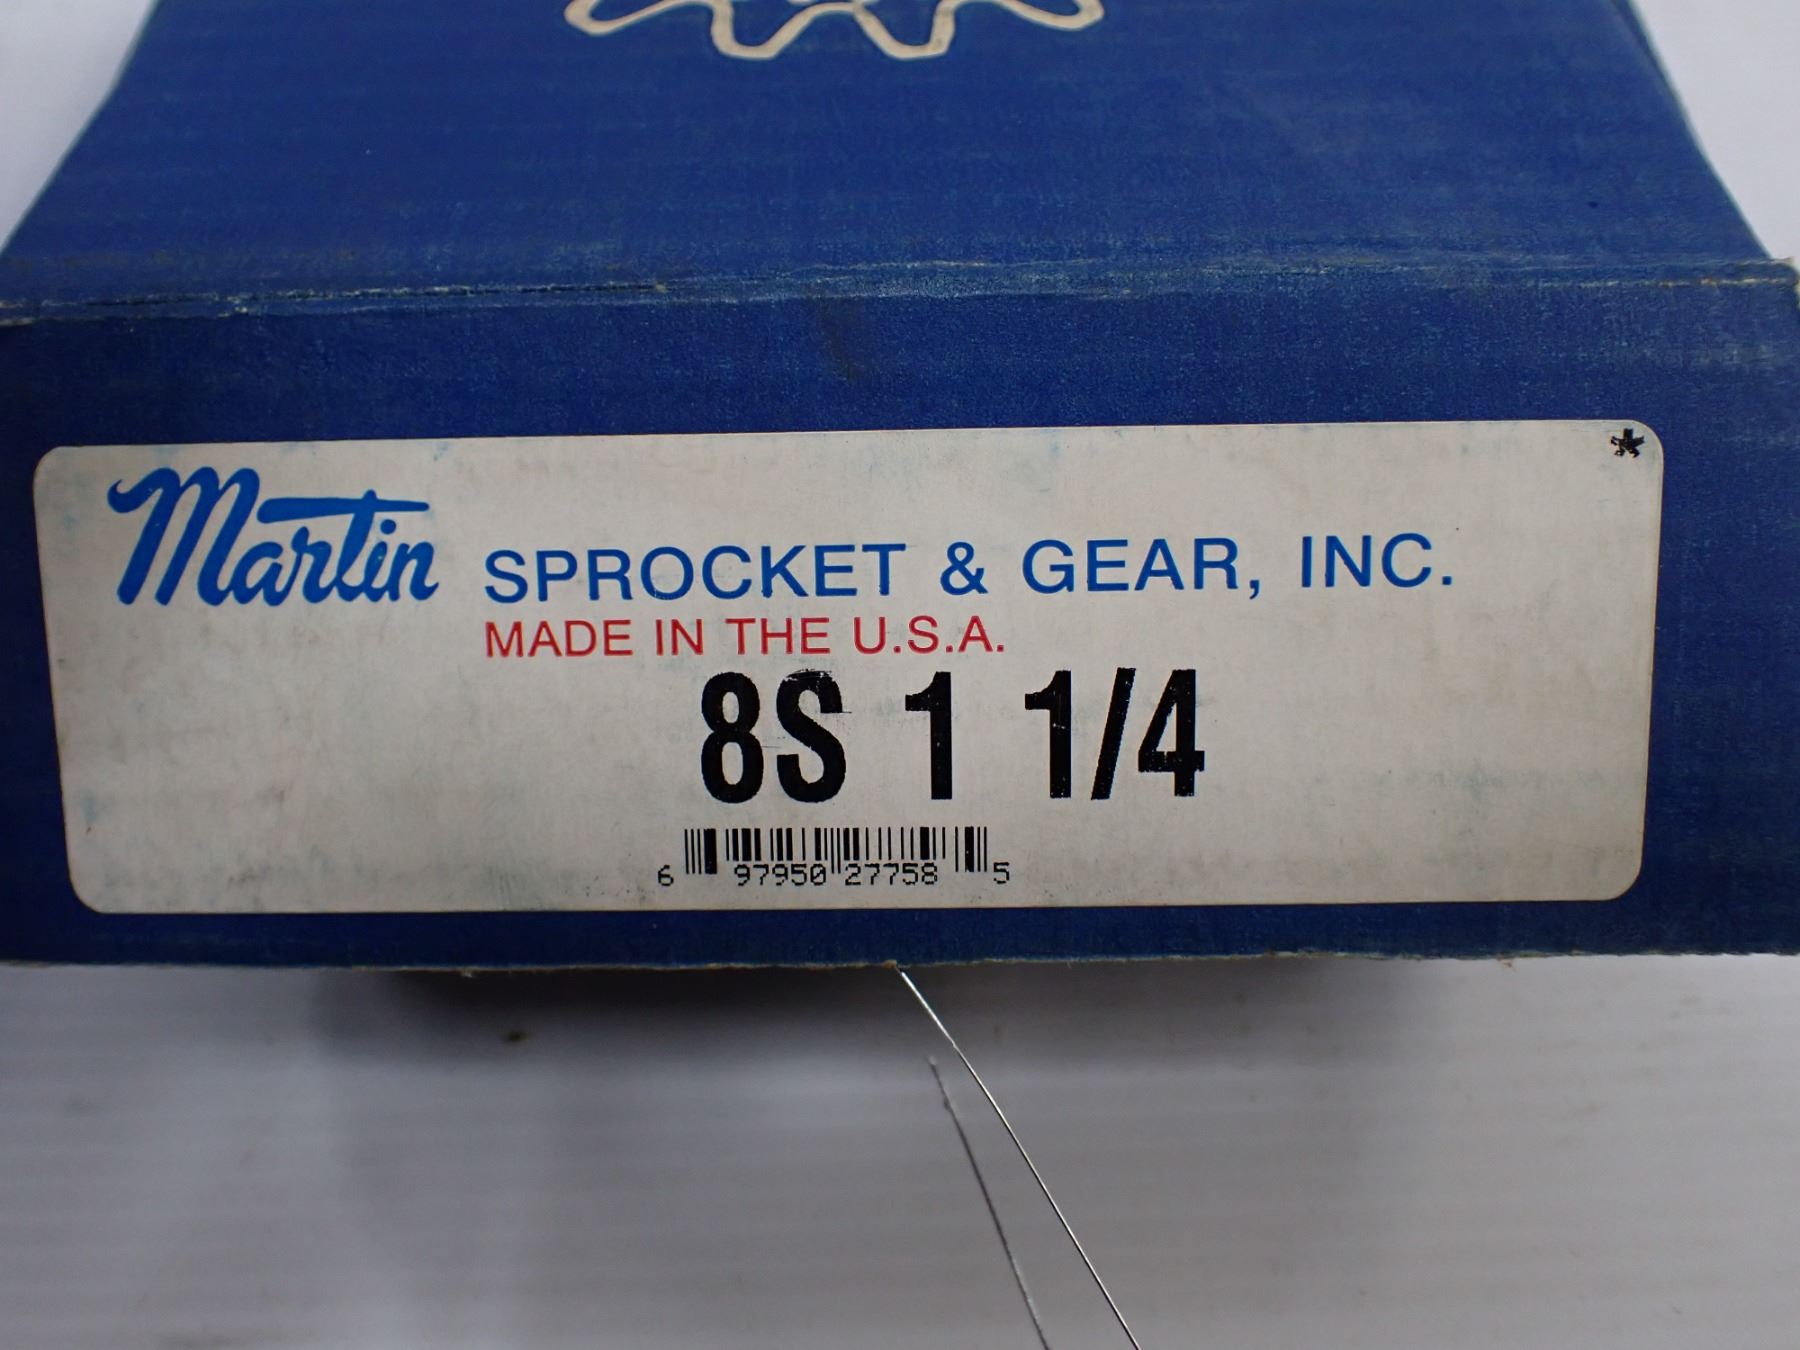 *
Martin SPROCKET & GEAR, INC.
MADE IN THE U.S.A.
8S 1 1/4
6 97950 27758 5